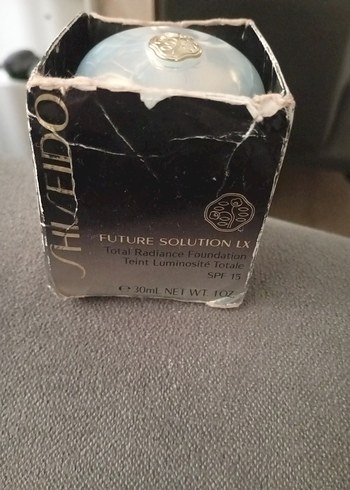 SHISEIDO
FUTURE SOLUTION LX
Total Radiance Foundation
Teint Luminosité Totale
SPF 15
℮ 30mL NET WT. 1OZ.